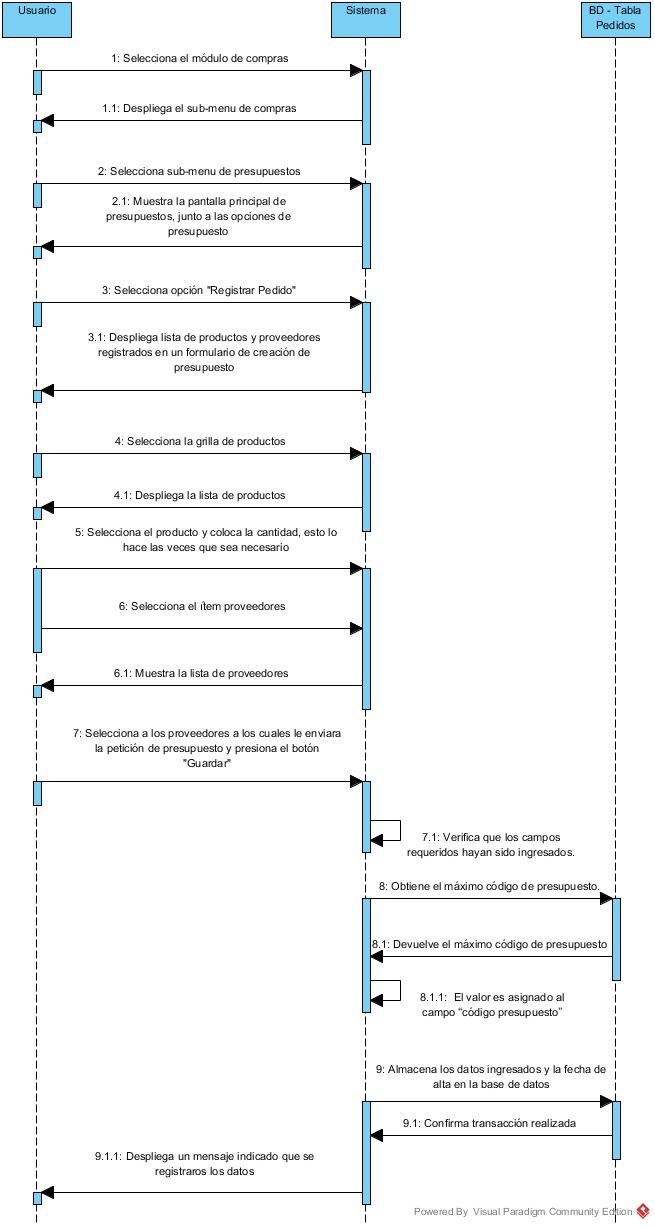 Usuario
Sistema
BD - Tabla
Pedidos
1: Selecciona el módulo de compras
1.1: Despliega el sub-menu de compras
2: Selecciona sub-menu de presupuestos
2.1: Muestra la pantalla principal de
presupuestos, junto a las opciones de
presupuesto
3: Selecciona opción "Registrar Pedido"
3.1: Despliega lista de productos y proveedores
registrados en un formulario de creación de
presupuesto
4: Selecciona la grilla de productos
4.1: Despliega la lista de productos
5: Selecciona el producto y coloca la cantidad, esto lo
hace las veces que sea necesario
6: Selecciona el ítem proveedores
6.1: Muestra la lista de proveedores
7: Selecciona a los proveedores a los cuales le enviara
la petición de presupuesto y presiona el botón
"Guardar"
7.1: Verifica que los campos
requeridos hayan sido ingresados.
8: Obtiene el máximo código de presupuesto.
8.1: Devuelve el máximo código de presupuesto
8.1.1:  El valor es asignado al
campo “código presupuesto”
9: Almacena los datos ingresados y la fecha de
alta en la base de datos
9.1: Confirma transacción realizada
9.1.1: Despliega un mensaje indicado que se
registraros los datos
Powered By Visual Paradigm Community Edition